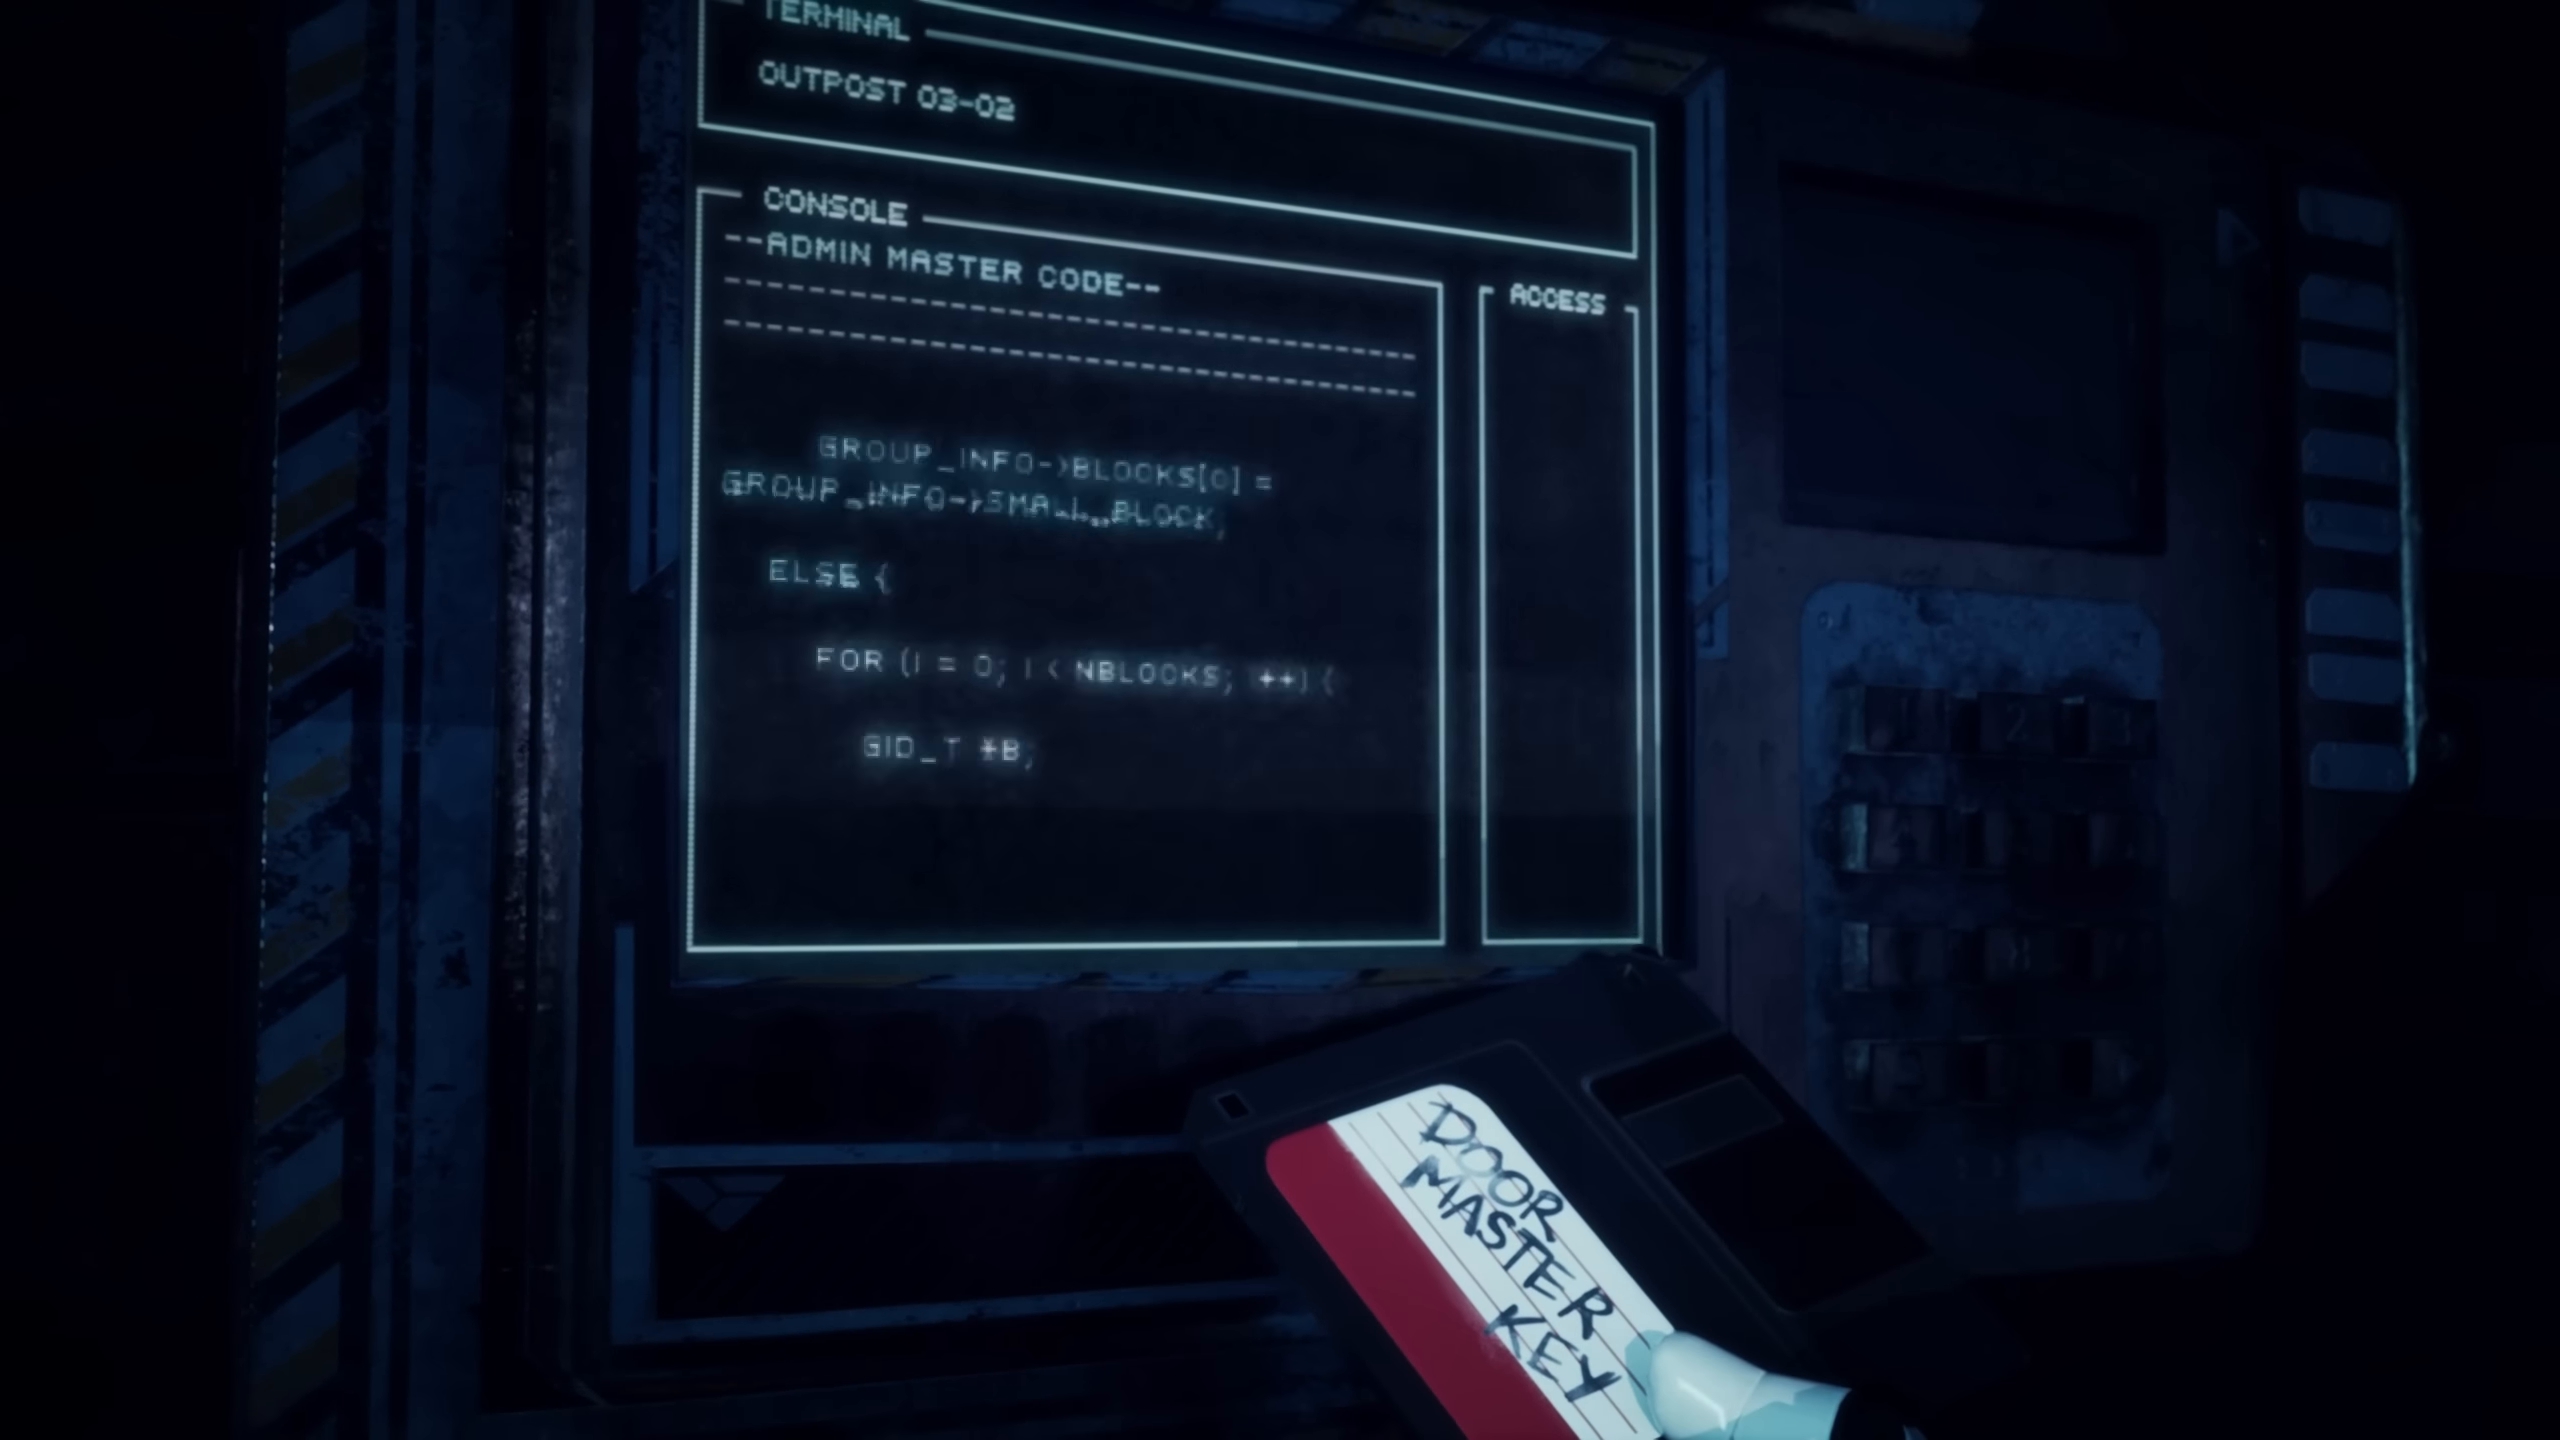 TERMINAL
OUTPOST 03-02
CONSOLE
--ADMIN MASTER CODE--
ACCESS
GROUP_INFO->BLOCKS[0] =
GROUP_INFO->SMALL_BLOCK;
ELSE {
FOR (I = 0; I < NBLOCKS; ++) {
GID_T *B;
2
DOOR
MASTER
KEY